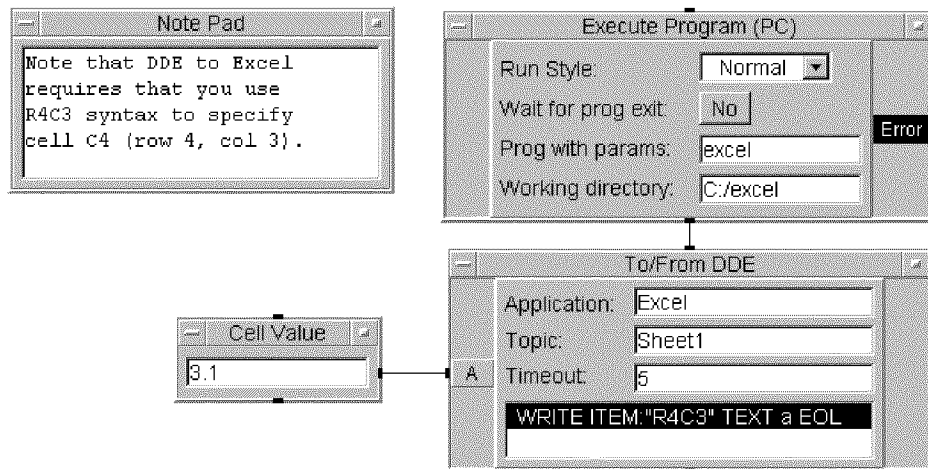 Note Pad
Note that DDE to Excel
requires that you use
R4C3 syntax to specify
cell C4 (row 4, col 3).
Execute Program (PC)
Run Style: Normal
Wait for prog exit: No
Prog with params: excel
Working directory: C:/excel
Error
To/From DDE
Application: Excel
Topic: Sheet1
Timeout: 5
A
WRITE ITEM:"R4C3" TEXT a EOL
Cell Value
3.1